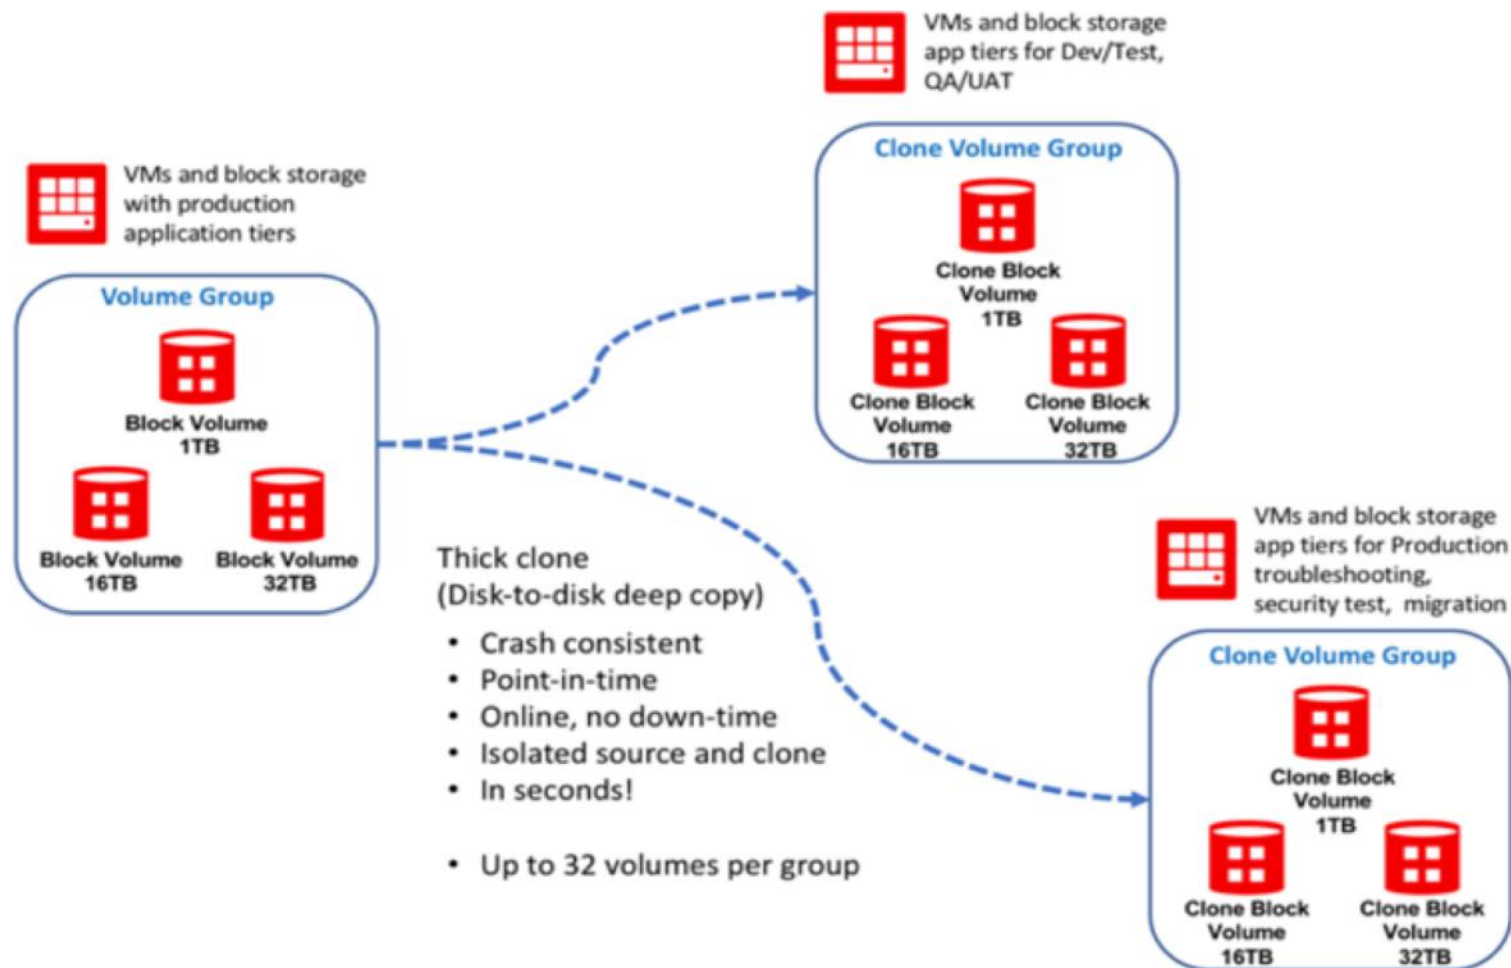 VMs and block storage
app tiers for Dev/Test,
QA/UAT
Clone Volume Group
Clone Block
Volume
1TB
Clone Block
Volume
16TB
Clone Block
Volume
32TB
VMs and block storage
with production
application tiers
Volume Group
Block Volume
1TB
Block Volume
16TB
Block Volume
32TB
Thick clone
(Disk-to-disk deep copy)
• Crash consistent
• Point-in-time
• Online, no down-time
• Isolated source and clone
• In seconds!
• Up to 32 volumes per group
VMs and block storage
app tiers for Production
troubleshooting,
security test, migration
Clone Volume Group
Clone Block
Volume
1TB
Clone Block
Volume
16TB
Clone Block
Volume
32TB